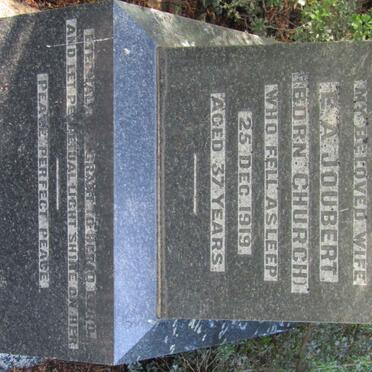 MY BELOVED WIFE
E.A. JOUBERT
(BORN CHURCH)
WHO FELL ASLEEP
25 DEC. 1919
AGED 37 YEARS
AND LET PERPETUAL LIGHT SHINE ON HER
PEACE PERFECT PEACE